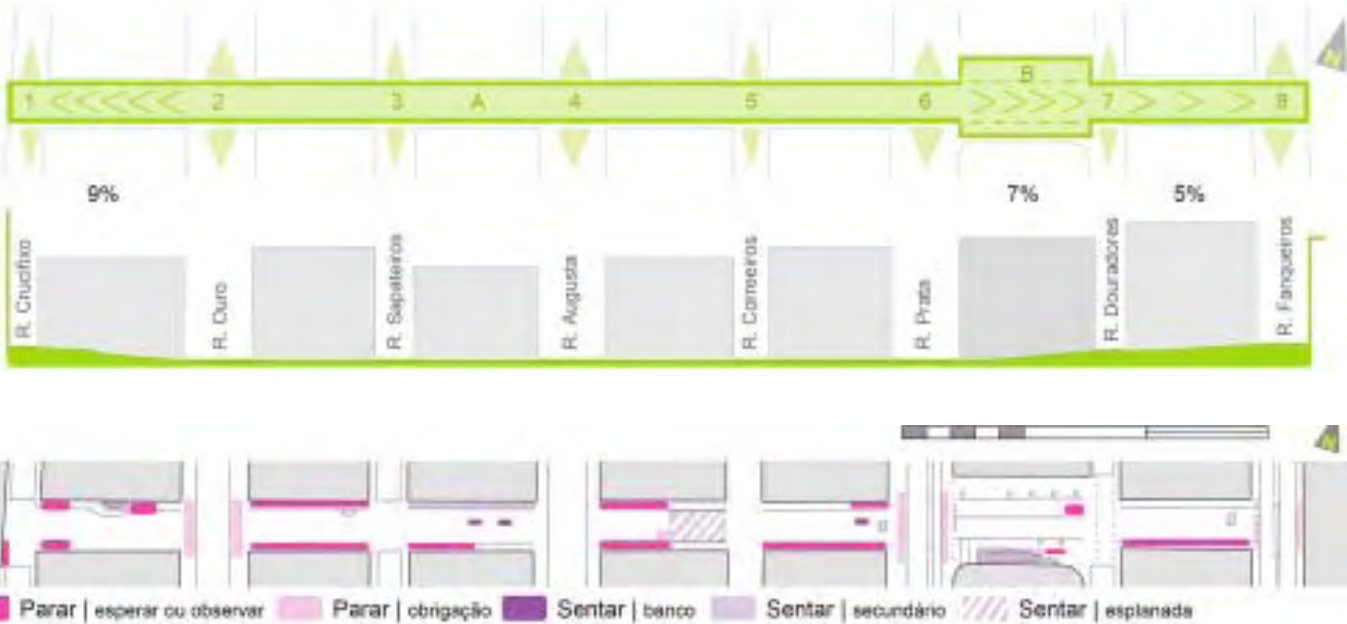 N
B
1 2 3 A 4 5 6 7 8
9% 7% 5%
R. Crucifixo
R. Ouro
R. Sapateiros
R. Augusta
R. Correeiros
R. Prata
R. Douradores
R. Fanqueiros
N
Parar | esperar ou observar Parar | obrigação Sentar | banco Sentar | secundário Sentar | esplanada